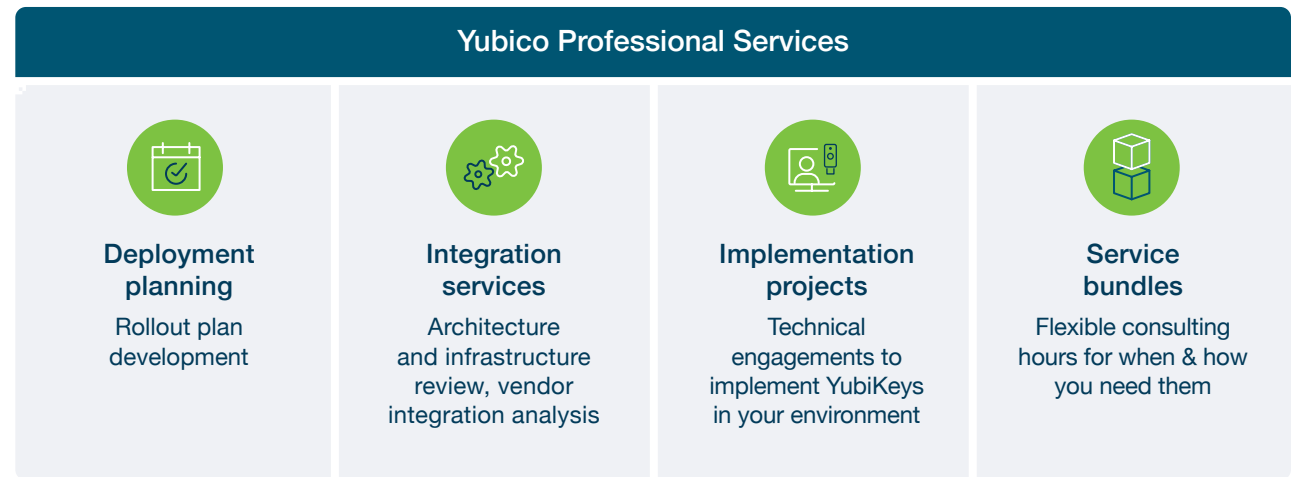 Yubico Professional Services
Deployment
planning
Rollout plan
development
Integration
services
Architecture
and infrastructure
review, vendor
integration analysis
Implementation
projects
Technical
engagements to
implement YubiKeys
in your environment
Service
bundles
Flexible consulting
hours for when & how
you need them